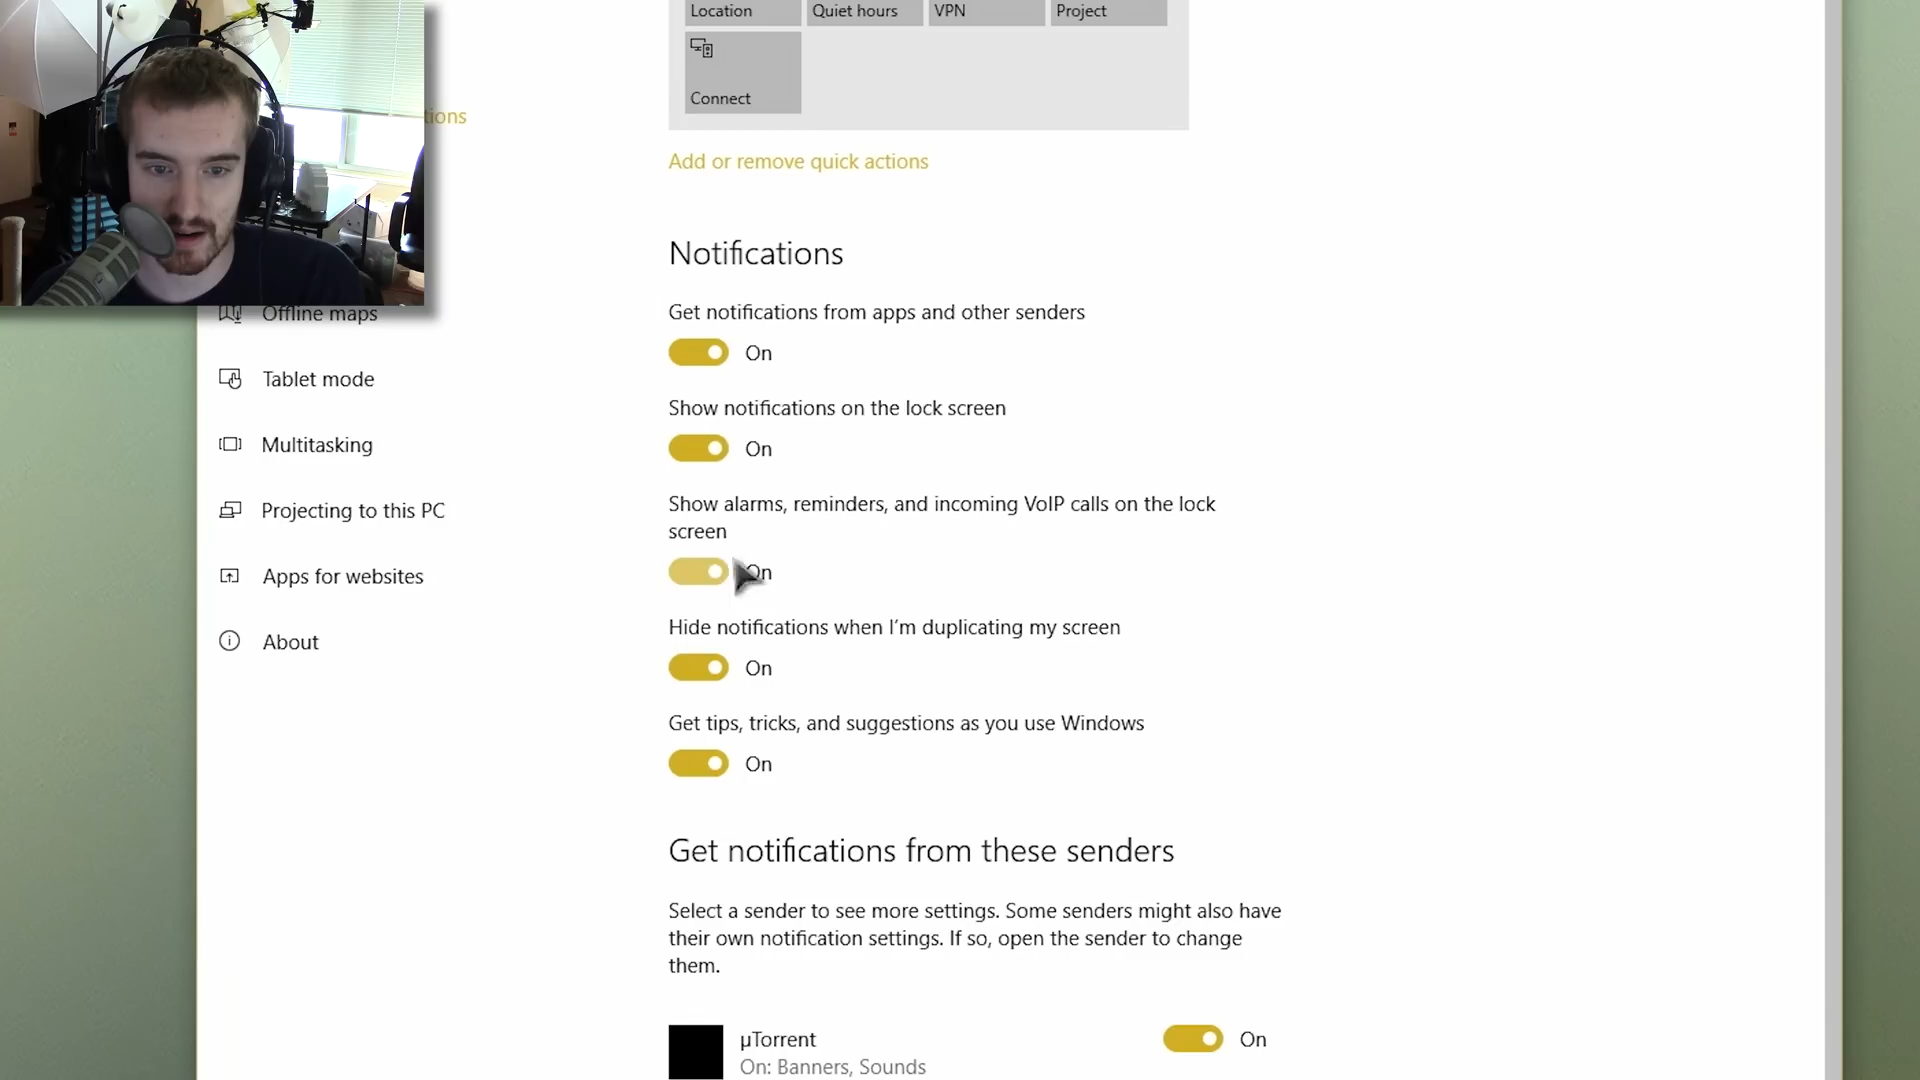 Location Quiet hours VPN Project
Connect
tions
Add or remove quick actions
Notifications
Get notifications from apps and other senders
On
Show notifications on the lock screen
On
Show alarms, reminders, and incoming VoIP calls on the lock
screen
On
Hide notifications when I'm duplicating my screen
On
Get tips, tricks, and suggestions as you use Windows
On
Get notifications from these senders
Select a sender to see more settings. Some senders might also have
their own notification settings. If so, open the sender to change
them.
µTorrent On
On: Banners, Sounds
Offline maps
Tablet mode
Multitasking
Projecting to this PC
Apps for websites
About